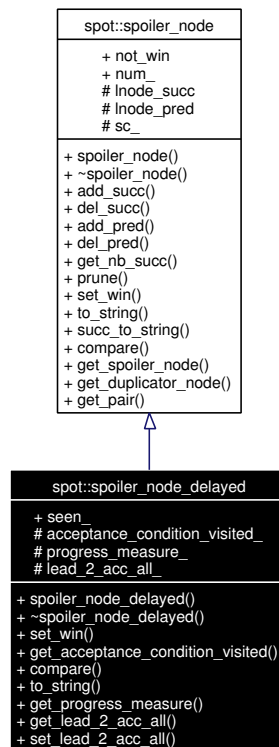 spot::spoiler_node
+ not_win
+ num_
# lnode_succ
# lnode_pred
# sc_
+ spoiler_node()
+ ~spoiler_node()
+ add_succ()
+ del_succ()
+ add_pred()
+ del_pred()
+ get_nb_succ()
+ prune()
+ set_win()
+ to_string()
+ succ_to_string()
+ compare()
+ get_spoiler_node()
+ get_duplicator_node()
+ get_pair()
spot::spoiler_node_delayed
+ seen_
# acceptance_condition_visited_
# progress_measure_
# lead_2_acc_all_
+ spoiler_node_delayed()
+ ~spoiler_node_delayed()
+ set_win()
+ get_acceptance_condition_visited()
+ compare()
+ to_string()
+ get_progress_measure()
+ get_lead_2_acc_all()
+ set_lead_2_acc_all()